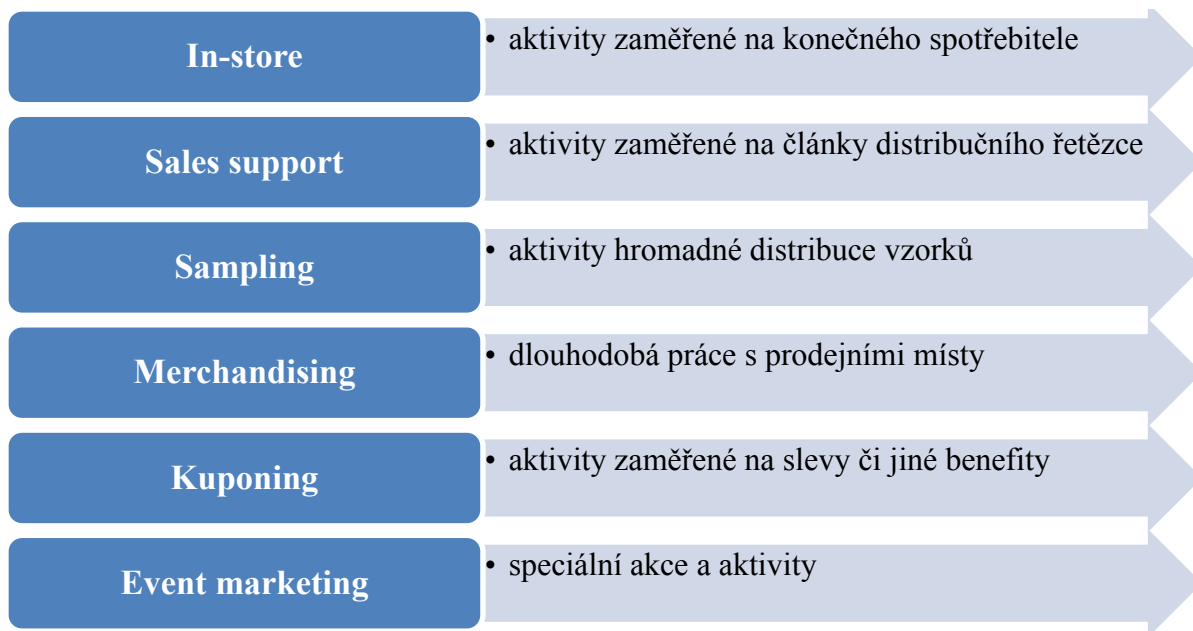 In-store
• aktivity zaměřené na konečného spotřebitele
Sales support
• aktivity zaměřené na články distribučního řetězce
Sampling
• aktivity hromadné distribuce vzorků
Merchandising
• dlouhodobá práce s prodejními místy
Kuponing
• aktivity zaměřené na slevy či jiné benefity
Event marketing
• speciální akce a aktivity